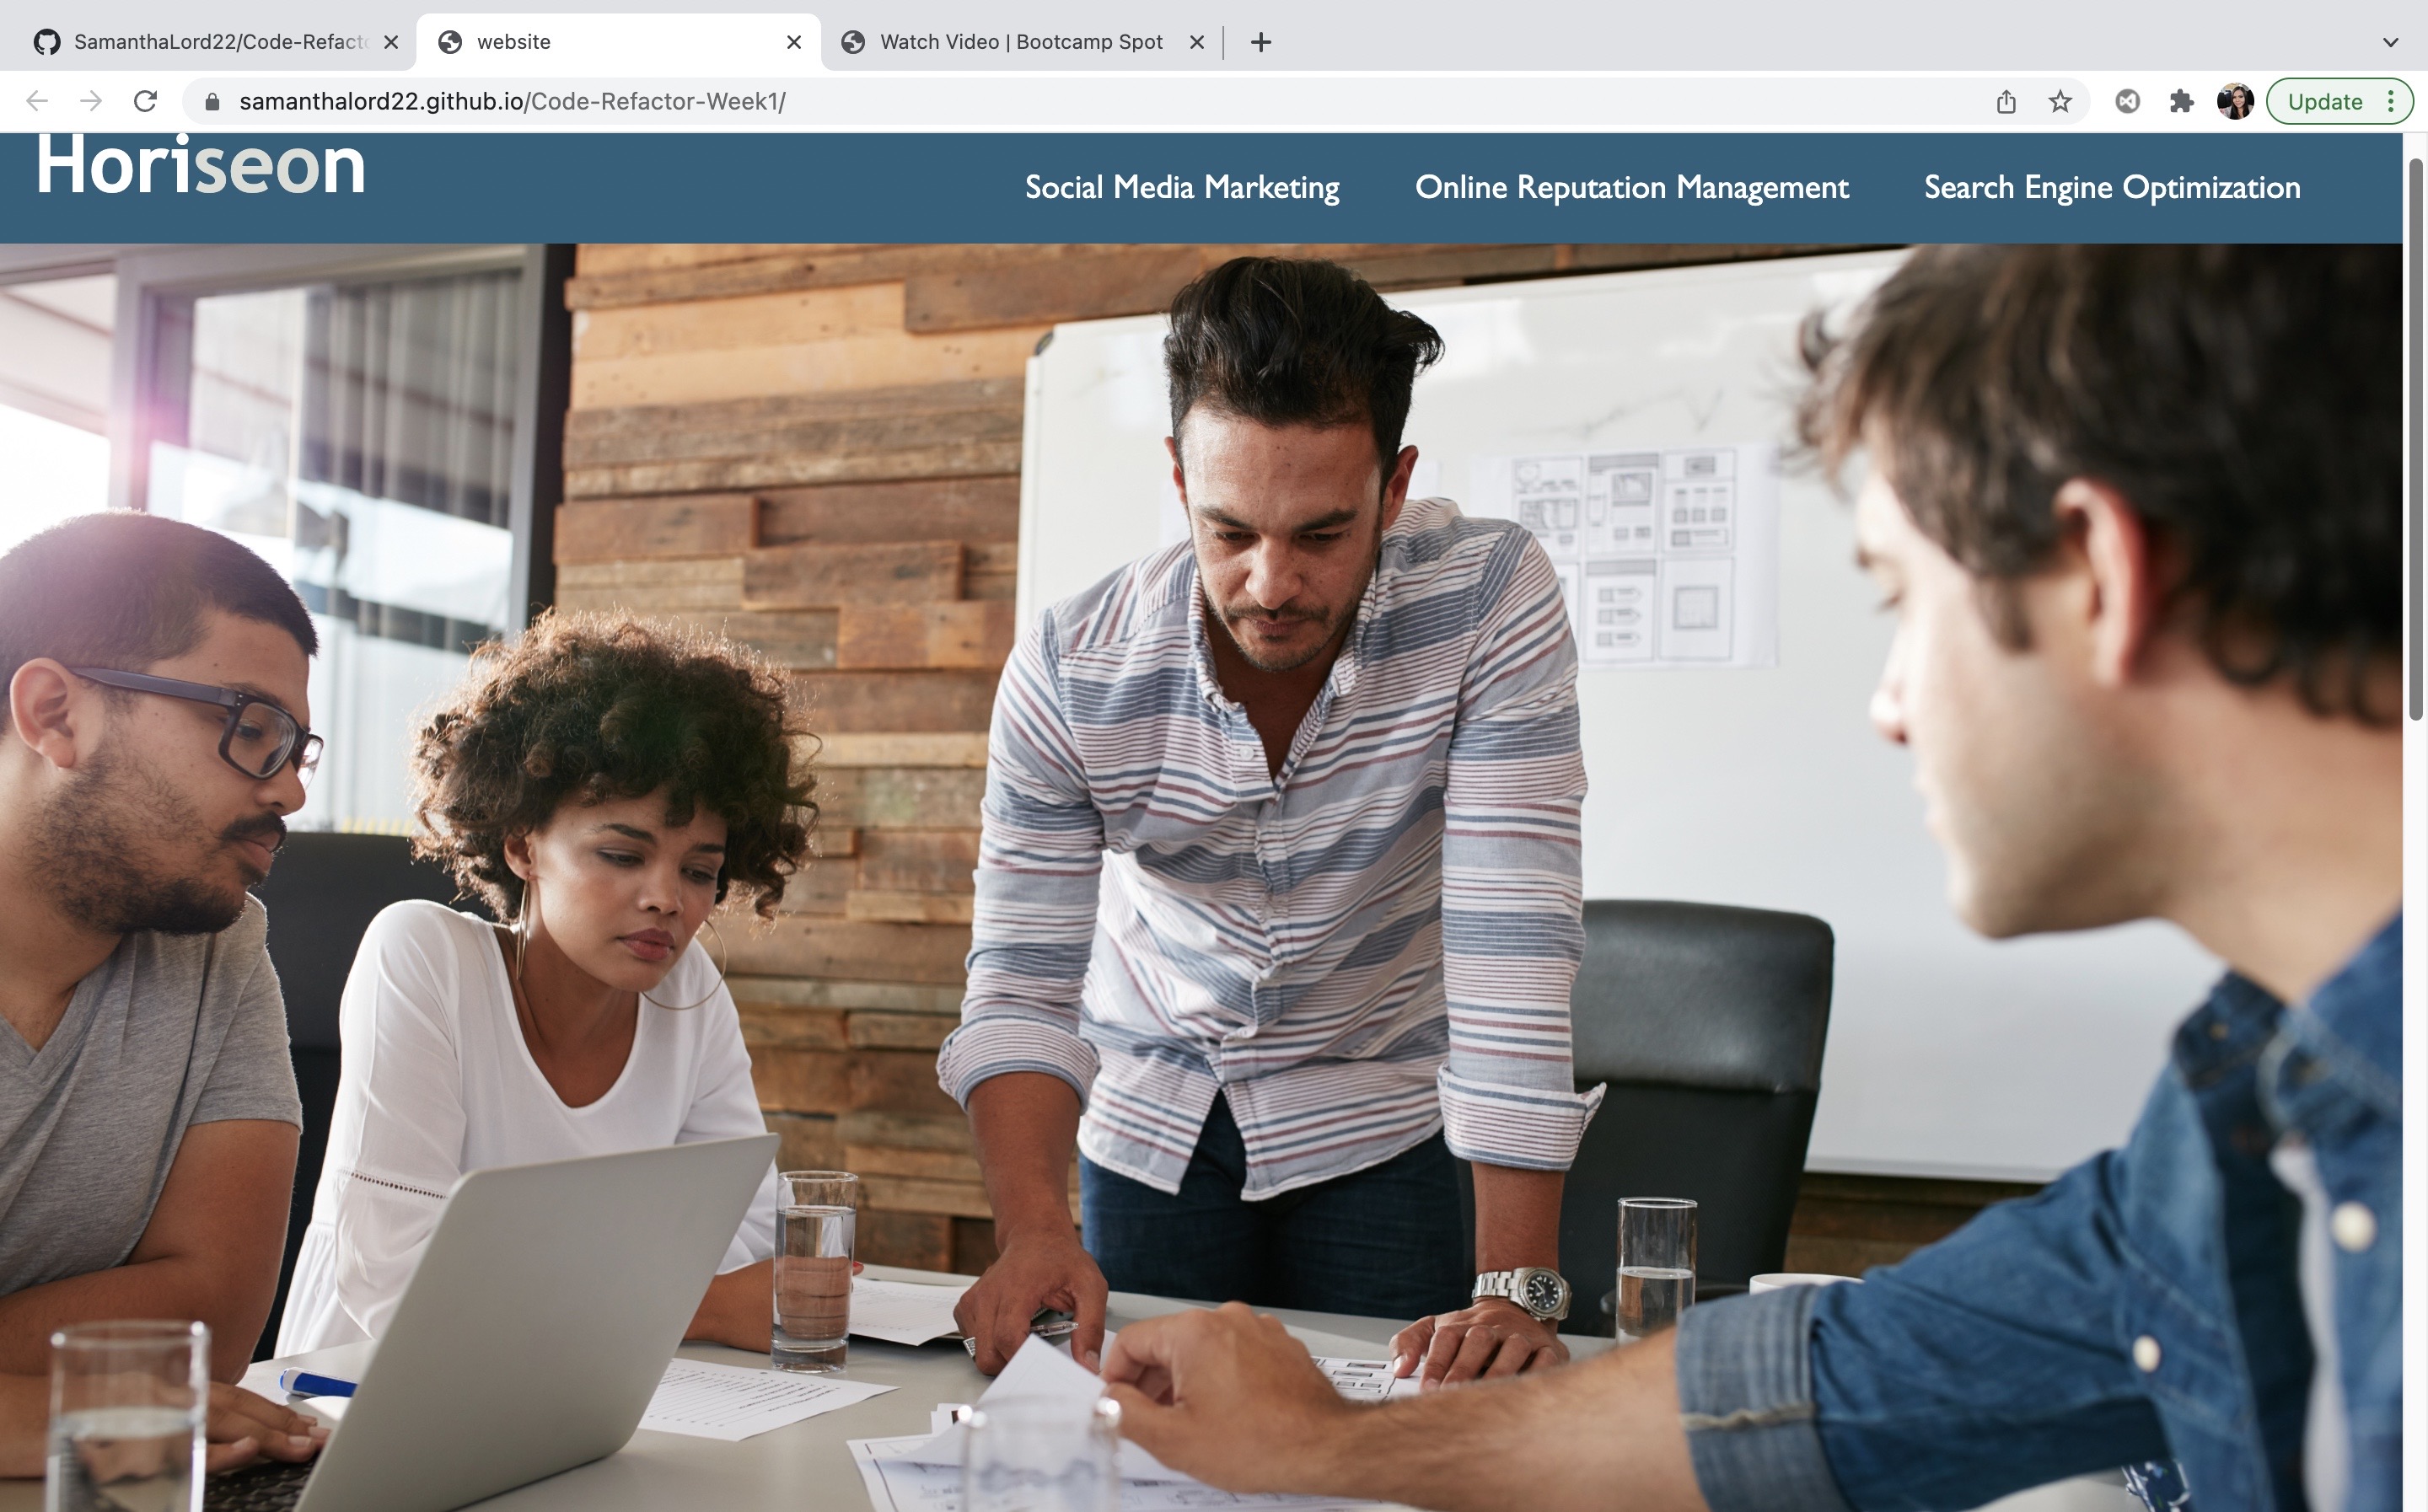 SamanthaLord22/Code-Refact
website
Watch Video | Bootcamp Spot
samanthalord22.github.io/Code-Refactor-Week1/
Update
Horiseon
Social Media Marketing
Online Reputation Management
Search Engine Optimization